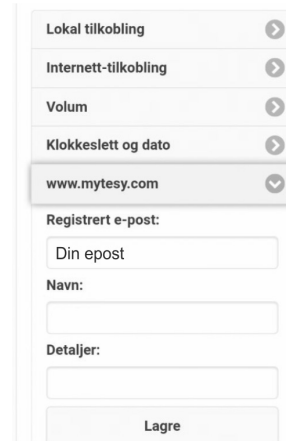 Lokal tilkobling
Internett-tilkobling
Volum
Klokkeslett og dato
www.mytesy.com
Registrert e-post:
Din epost
Navn:
Detaljer:
Lagre